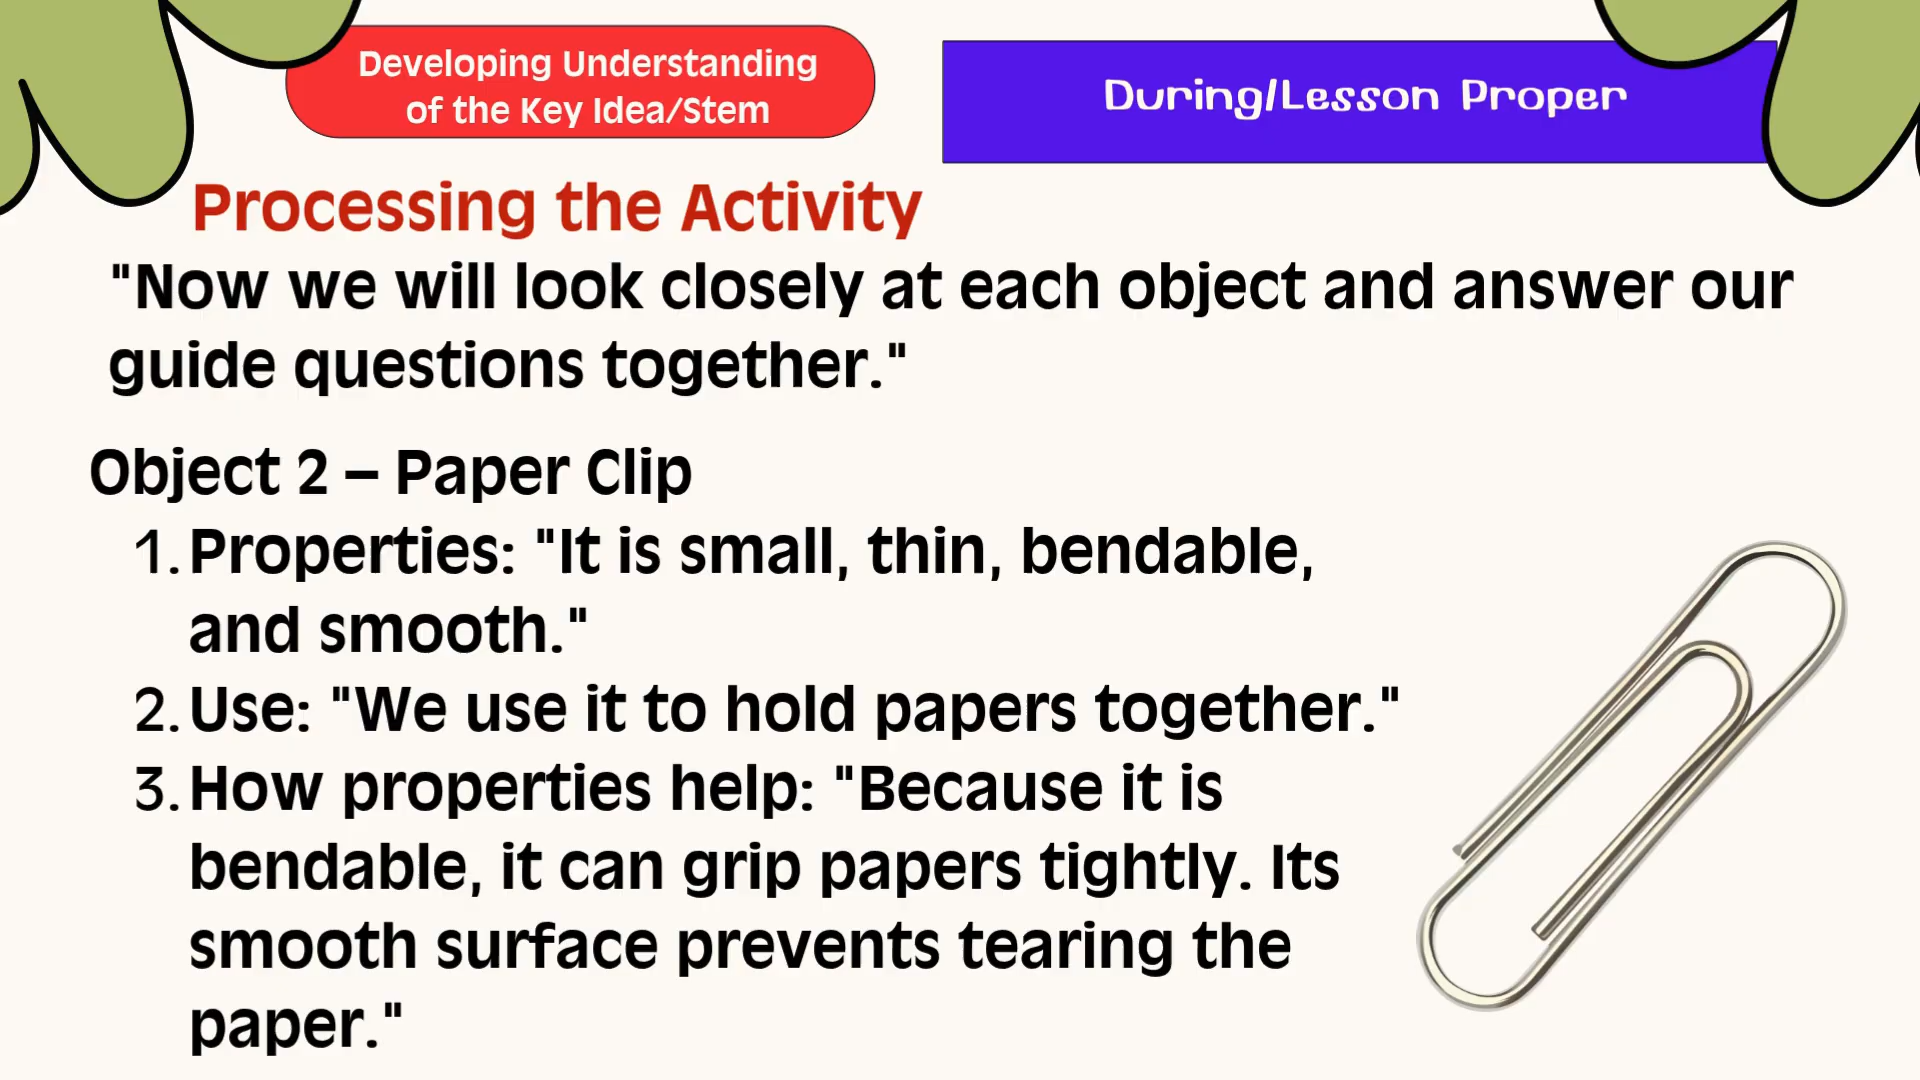 Developing Understanding
of the Key Idea/Stem
During/Lesson Proper
Processing the Activity
"Now we will look closely at each object and answer our
guide questions together."
Object 2 – Paper Clip
1. Properties: "It is small, thin, bendable,
and smooth."
2. Use: "We use it to hold papers together."
3. How properties help: "Because it is
bendable, it can grip papers tightly. Its
smooth surface prevents tearing the
paper."